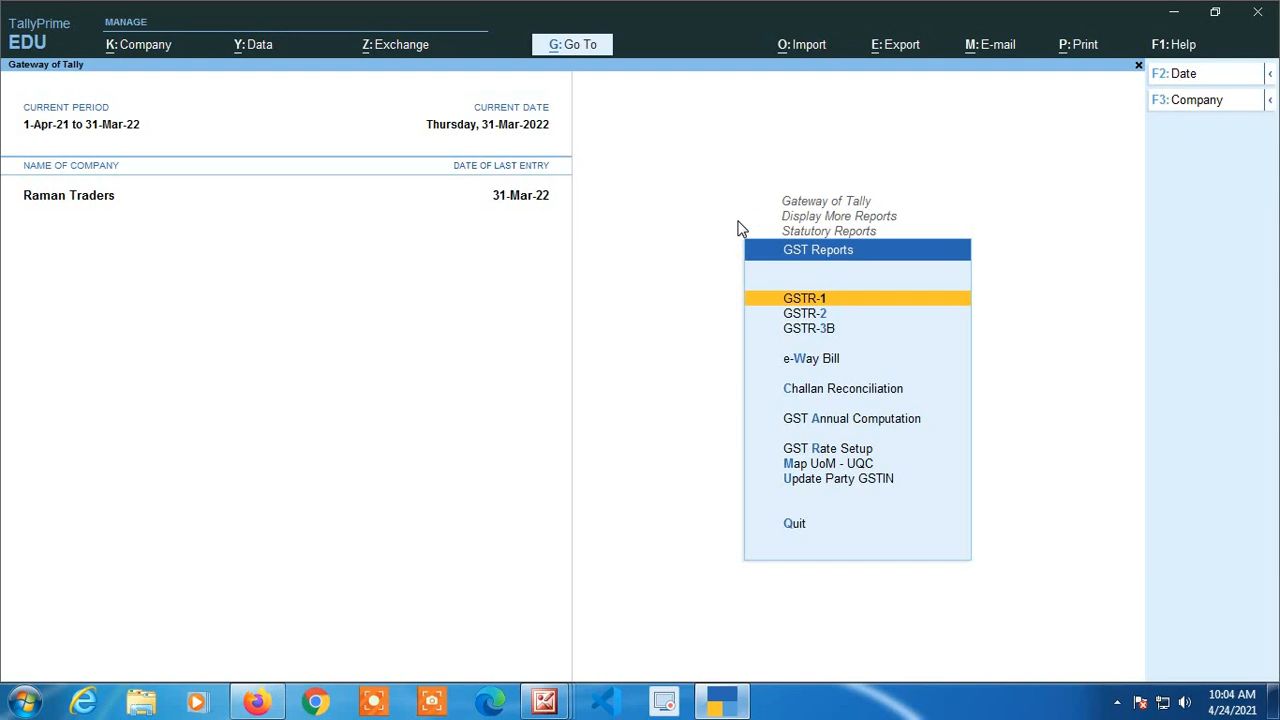 TallyPrime
EDU
MANAGE
K: Company
Y: Data
Z: Exchange
G: Go To
O: Import
E: Export
M: E-mail
P: Print
F1: Help
Gateway of Tally
F2: Date
F3: Company
CURRENT PERIOD
CURRENT DATE
1-Apr-21 to 31-Mar-22
Thursday, 31-Mar-2022
NAME OF COMPANY
DATE OF LAST ENTRY
Raman Traders
31-Mar-22
Gateway of Tally
Display More Reports
Statutory Reports
GST Reports
GSTR-1
GSTR-2
GSTR-3B
e-Way Bill
Challan Reconciliation
GST Annual Computation
GST Rate Setup
Map UoM - UQC
Update Party GSTIN
Quit
10:04 AM
4/24/2021